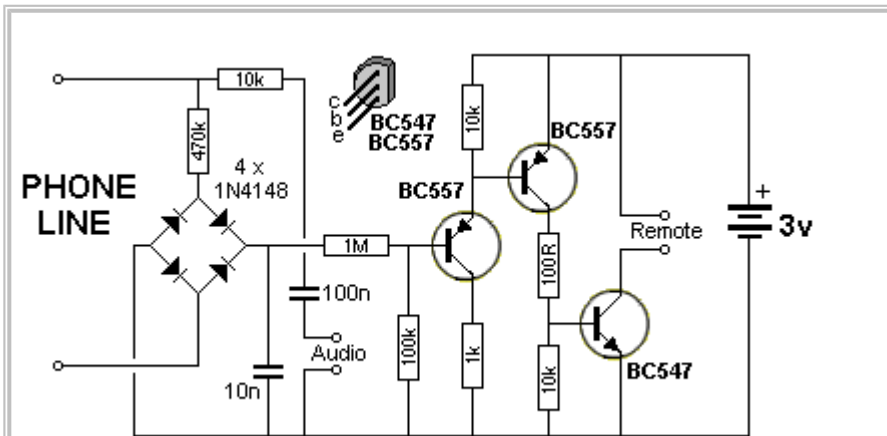 10k
c
b
e
BC547
BC557
470k
4 x
1N4148
PHONE
LINE
10k
BC557
BC557
1M
100n
Audio
10n
100k
1k
100R
10k
Remote
BC547
+
3v